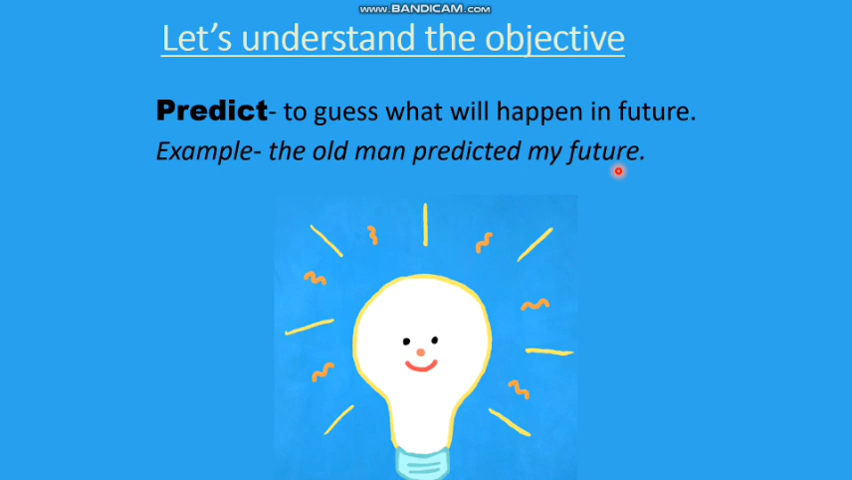 WWW.BANDICAM.COM
Let’s understand the objective
Predict- to guess what will happen in future.
Example- the old man predicted my future.